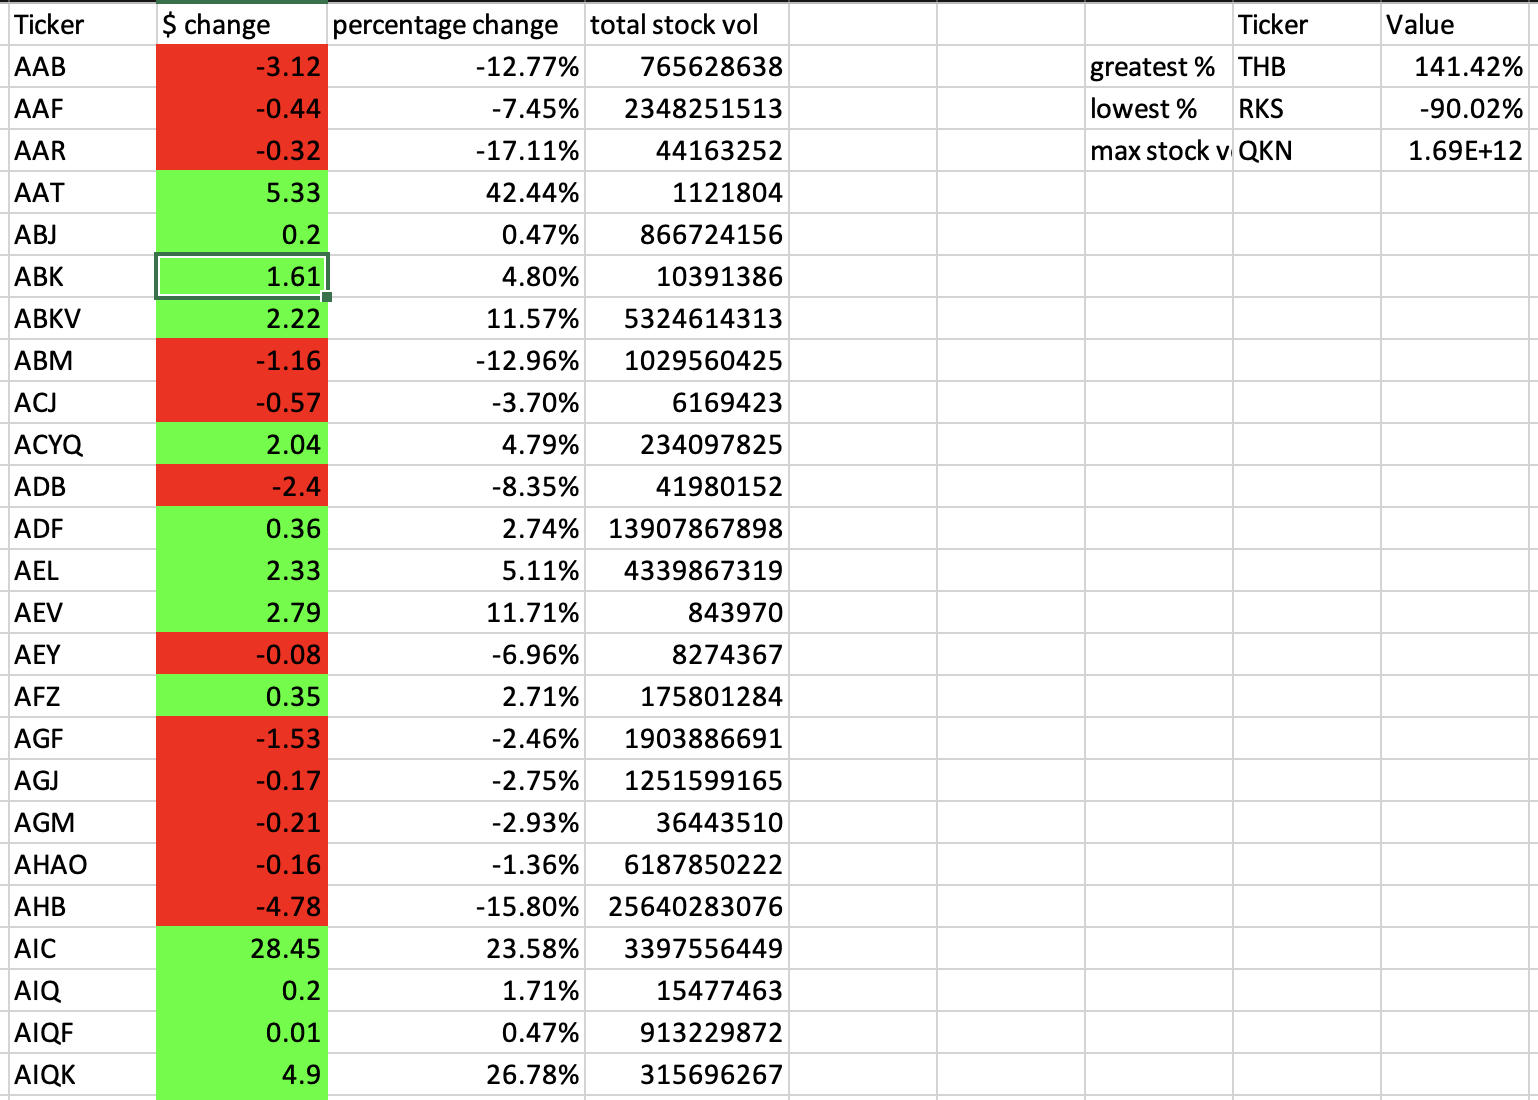 Ticker $ change percentage change total stock vol Ticker Value
AAB -3.12 -12.77% 765628638 greatest % THB 141.42%
AAF -0.44 -7.45% 2348251513 lowest % RKS -90.02%
AAR -0.32 -17.11% 44163252 max stock v QKN 1.69E+12
AAT 5.33 42.44% 1121804
ABJ 0.2 0.47% 866724156
ABK 1.61 4.80% 10391386
ABKV 2.22 11.57% 5324614313
ABM -1.16 -12.96% 1029560425
ACJ -0.57 -3.70% 6169423
ACYQ 2.04 4.79% 234097825
ADB -2.4 -8.35% 41980152
ADF 0.36 2.74% 13907867898
AEL 2.33 5.11% 4339867319
AEV 2.79 11.71% 843970
AEY -0.08 -6.96% 8274367
AFZ 0.35 2.71% 175801284
AGF -1.53 -2.46% 1903886691
AGJ -0.17 -2.75% 1251599165
AGM -0.21 -2.93% 36443510
AHAO -0.16 -1.36% 6187850222
AHB -4.78 -15.80% 25640283076
AIC 28.45 23.58% 3397556449
AIQ 0.2 1.71% 15477463
AIQF 0.01 0.47% 913229872
AIQK 4.9 26.78% 315696267